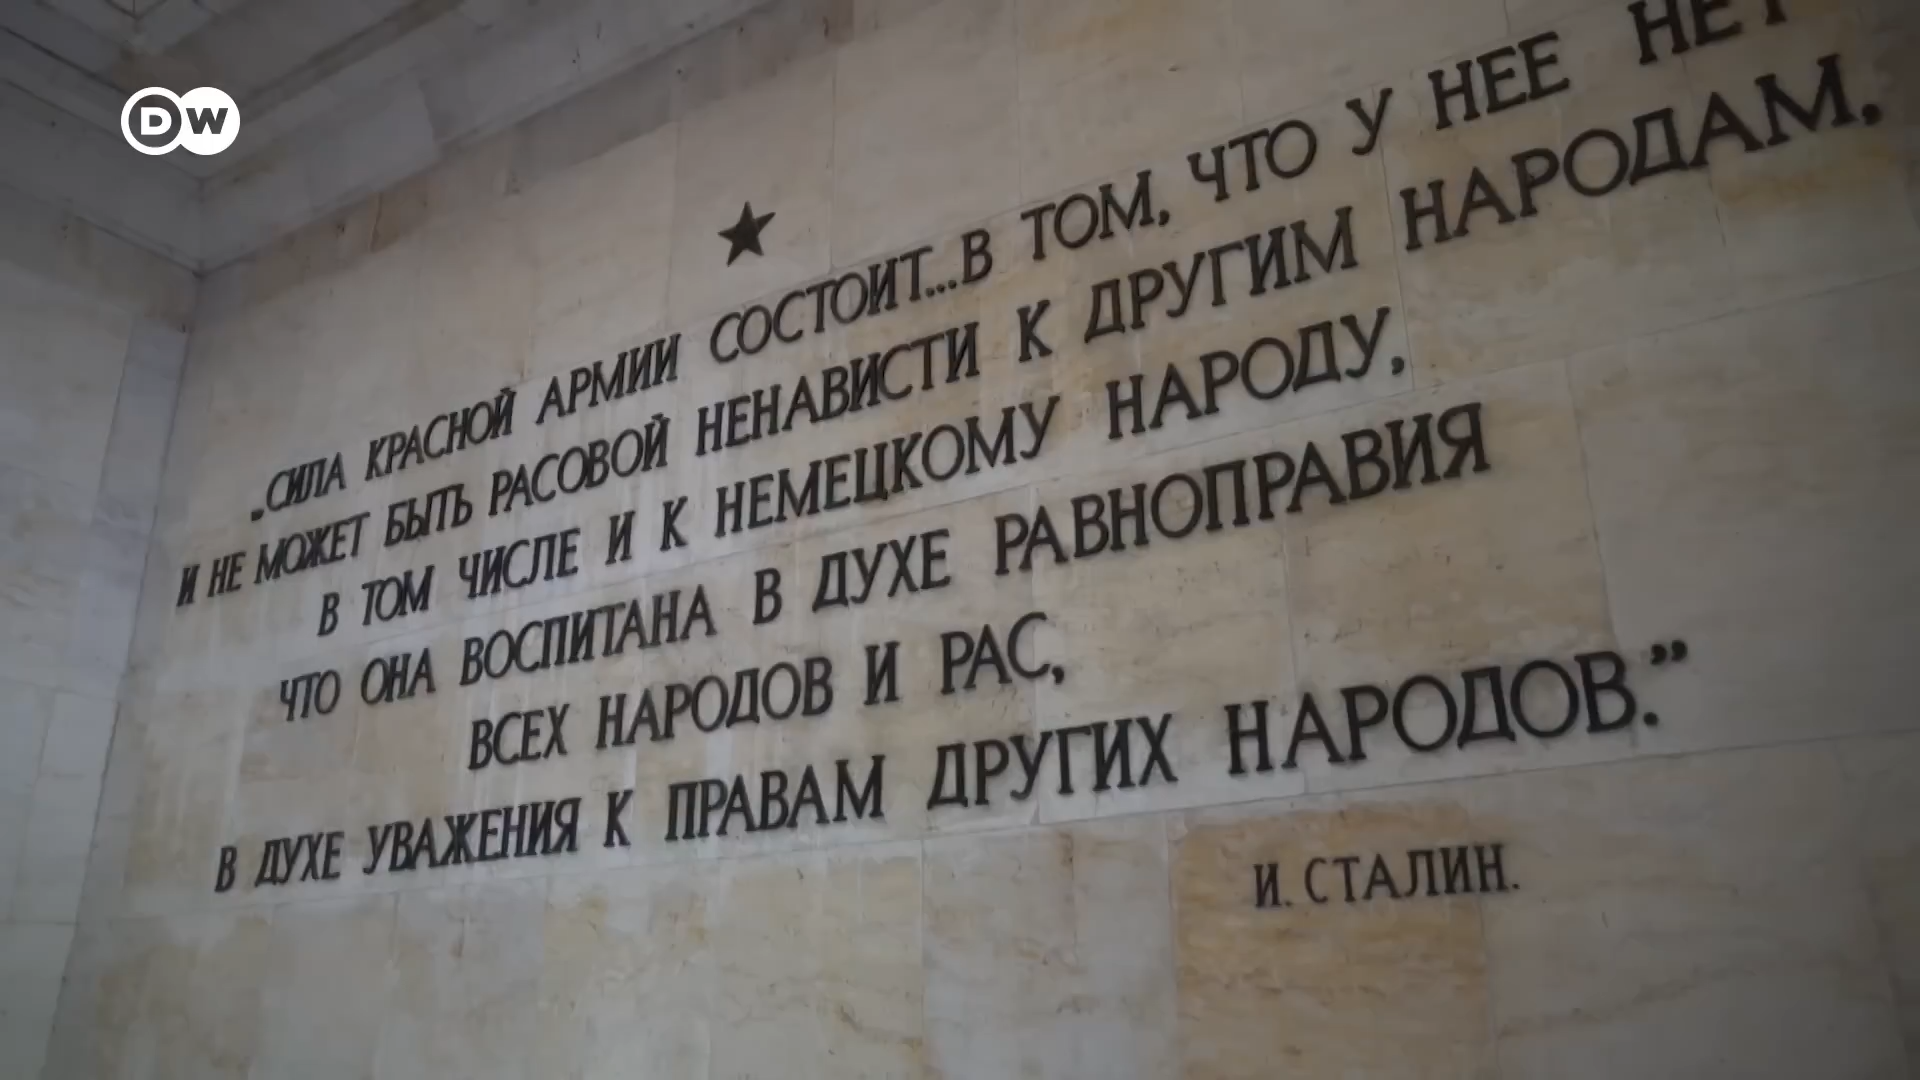 DW
„СИЛА КРАСНОЙ АРМИИ СОСТОИТ...В ТОМ, ЧТО У НЕЕ НЕТ
И НЕ МОЖЕТ БЫТЬ РАСОВОЙ НЕНАВИСТИ К ДРУГИМ НАРОДАМ,
В ТОМ ЧИСЛЕ И К НЕМЕЦКОМУ НАРОДУ,
ЧТО ОНА ВОСПИТАНА В ДУХЕ РАВНОПРАВИЯ
ВСЕХ НАРОДОВ И РАС,
В ДУХЕ УВАЖЕНИЯ К ПРАВАМ ДРУГИХ НАРОДОВ.”
И. СТАЛИН.